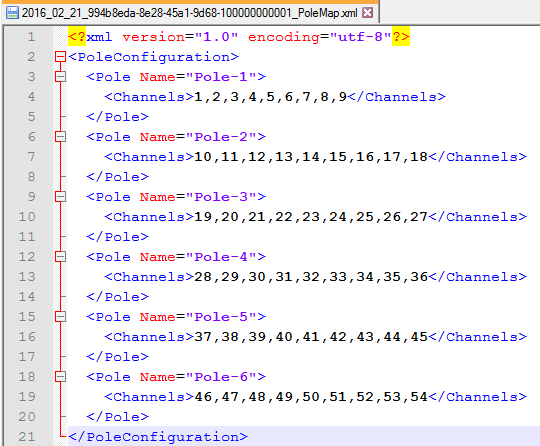 2016_02_21_994b8eda-8e28-45a1-9d68-100000000001_PoleMap.xml
1 <?xml version="1.0" encoding="utf-8"?>
2 <PoleConfiguration>
3 <Pole Name="Pole-1">
4 <Channels>1,2,3,4,5,6,7,8,9</Channels>
5 </Pole>
6 <Pole Name="Pole-2">
7 <Channels>10,11,12,13,14,15,16,17,18</Channels>
8 </Pole>
9 <Pole Name="Pole-3">
10 <Channels>19,20,21,22,23,24,25,26,27</Channels>
11 </Pole>
12 <Pole Name="Pole-4">
13 <Channels>28,29,30,31,32,33,34,35,36</Channels>
14 </Pole>
15 <Pole Name="Pole-5">
16 <Channels>37,38,39,40,41,42,43,44,45</Channels>
17 </Pole>
18 <Pole Name="Pole-6">
19 <Channels>46,47,48,49,50,51,52,53,54</Channels>
20 </Pole>
21 </PoleConfiguration>